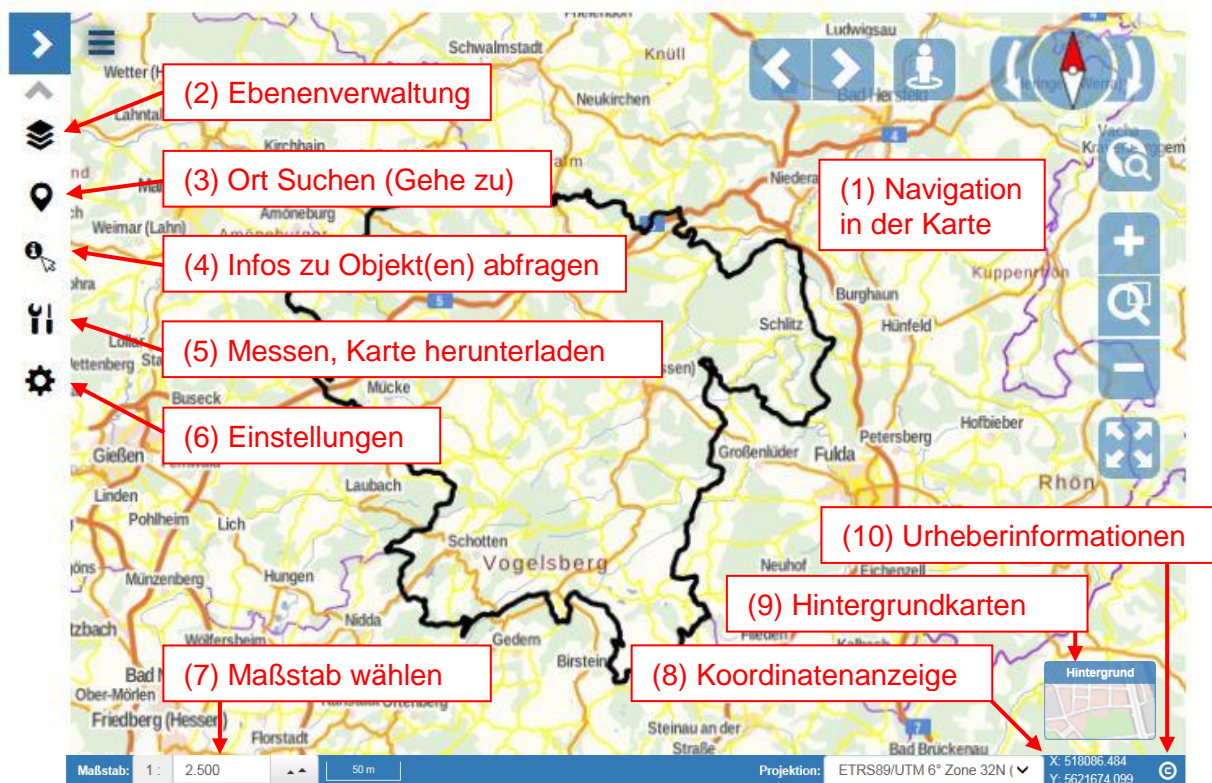 Ludwigsau
Schwalmstadt
Knüll
Neukirchen
Bad Hersfeld
4
Kirchhain
(2) Ebenenverwaltung
(3) Ort Suchen (Gehe zu)
(1) Navigation
in der Karte
Amöneburg
Weimar (Lahn)
(4) Infos zu Objekt(en) abfragen
Kuppenrhön
5
Burghaun
Schlitz
Hünfeld
(5) Messen, Karte herunterladen
Mücke
Buseck
(6) Einstellungen
Hofbieber
Petersberg
Großenlüder
Fulda
Gießen
Laubach
Rhön
Linden
Pohlheim
Lich
(10) Urheberinformationen
Schotten
Vogelsberg
Neuhof
Eichenzell
Münzenberg
Hungen
(9) Hintergrundkarten
Nidda
Wölfersheim
Gedern
(7) Maßstab wählen
Birstein
(8) Koordinatenanzeige
Hintergrund
Ober-Mörlen
Friedberg (Hessen)
Florstadt
Steinau an der
Straße
7
Bad Brückenau
Maßstab: 1 : 2.500
50 m
Projektion: ETRS89/UTM 6° Zone 32N (
X: 518086.484
Y: 5621674.099
©